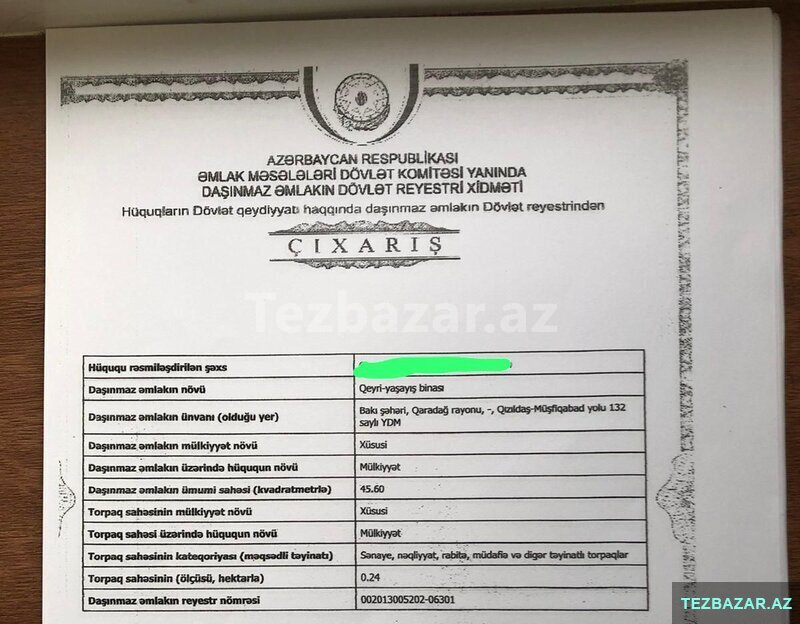 AZƏRBAYCAN RESPUBLİKASI
ƏMLAK MƏSƏLƏLƏRİ DÖVLƏT KOMİTƏSİ YANINDA
DAŞINMAZ ƏMLAKIN DÖVLƏT REYESTRİ XİDMƏTİ
Hüquqların Dövlət qeydiyyatı haqqında daşınmaz əmlakın Dövlət reyestrindən
ÇIXARIŞ
Tezbazar.az
Hüququ rəsmiləşdirilən şəxs
Daşınmaz əmlakın növü Qeyri-yaşayış binası
Daşınmaz əmlakın ünvanı (olduğu yer) Bakı şəhəri, Qaradağ rayonu, -, Qızıldaş-Müşfiqabad yolu 132
saylı YDM
Daşınmaz əmlakın mülkiyyət növü Xüsusi
Daşınmaz əmlakın üzərində hüququn növü Mülkiyyət
Daşınmaz əmlakın ümumi sahəsi (kvadratmetrlə) 45.60
Torpaq sahəsinin mülkiyyət növü Xüsusi
Torpaq sahəsi üzərində hüququn növü Mülkiyyət
Torpaq sahəsinin kateqoriyası (məqsədli təyinatı) Sənaye, nəqliyyat, rabitə, müdafiə və digər təyinatlı torpaqlar
Torpaq sahəsinin (ölçüsü, hektarla) 0.24
Daşınmaz əmlakın reyestr nömrəsi 002013005202-06301
TEZBAZAR.AZ